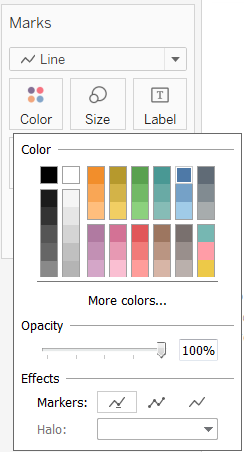 Marks
Line
Color Size Label
Color
More colors...
Opacity
100%
Effects
Markers:
Halo: